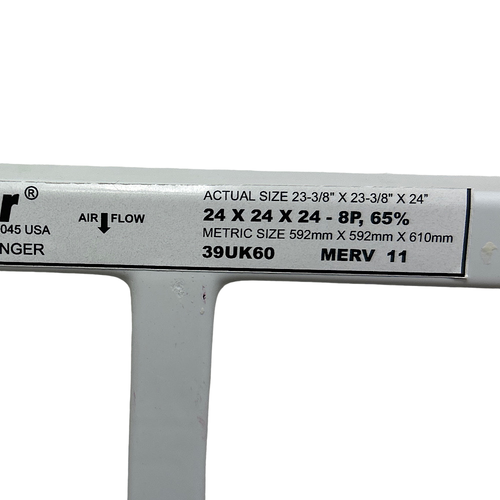 r®
045 USA
NGER
AIR FLOW
ACTUAL SIZE 23-3/8" X 23-3/8" X 24"
24 X 24 X 24 - 8P, 65%
METRIC SIZE 592mm X 592mm X 610mm
39UK60 MERV 11